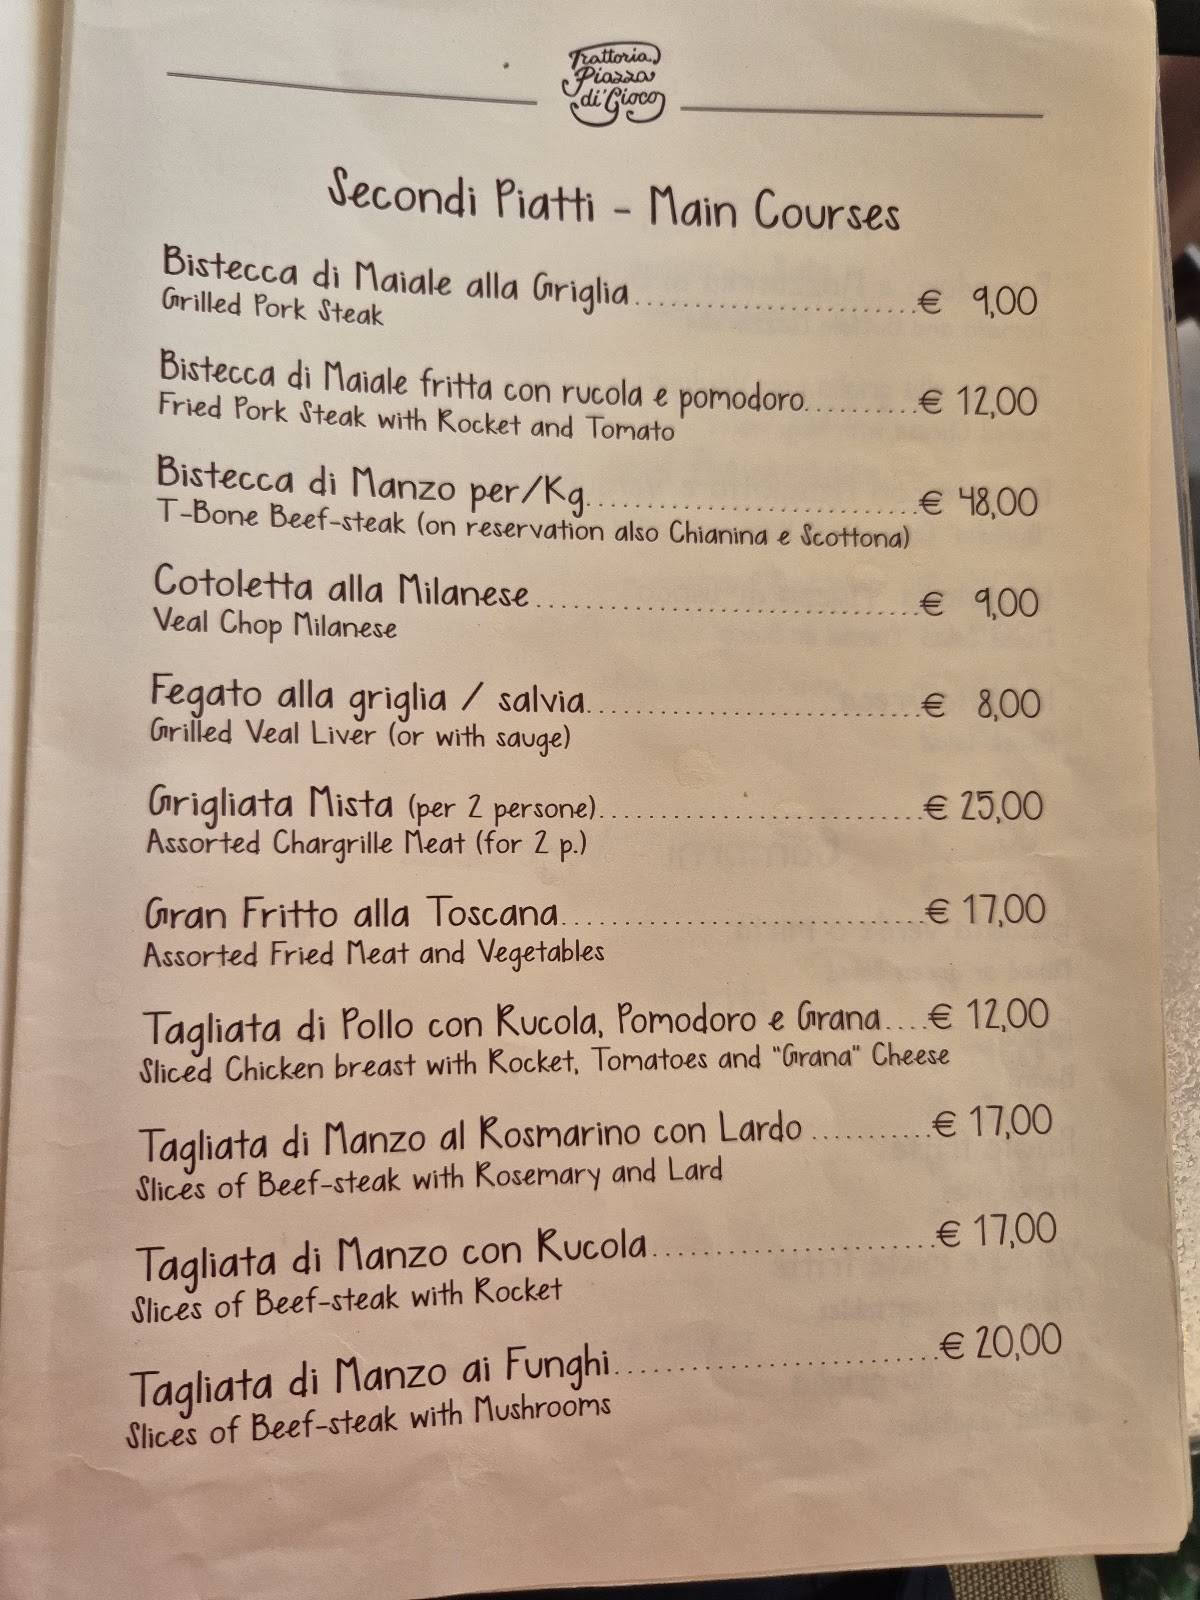 Trattoria
Piazza
di Gioco
Secondi Piatti - Main Courses
Bistecca di Maiale alla Griglia........................€ 9,00
Grilled Pork Steak
Bistecca di Maiale fritta con rucola e pomodoro..........€ 12,00
Fried Pork Steak with Rocket and Tomato
Bistecca di Manzo per/Kg............................€ 48,00
T-Bone Beef-steak (on reservation also Chianina e Scottona)
Cotoletta alla Milanese................................€ 9,00
Veal Chop Milanese
Fegato alla griglia / salvia............................€ 8,00
Grilled Veal Liver (or with sauge)
Grigliata Mista (per 2 persone)...........................€ 25,00
Assorted Chargrille Meat (for 2 p.)
Gran Fritto alla Toscana..............................€ 17,00
Assorted Fried Meat and Vegetables
Tagliata di Pollo con Rucola, Pomodoro e Grana....€ 12,00
Sliced Chicken breast with Rocket, Tomatoes and "Grana" Cheese
Tagliata di Manzo al Rosmarino con Lardo ..........€ 17,00
Slices of Beef-steak with Rosemary and Lard
Tagliata di Manzo con Rucola.......................€ 17,00
Slices of Beef-steak with Rocket
Tagliata di Manzo ai Funghi..........................€ 20,00
Slices of Beef-steak with Mushrooms